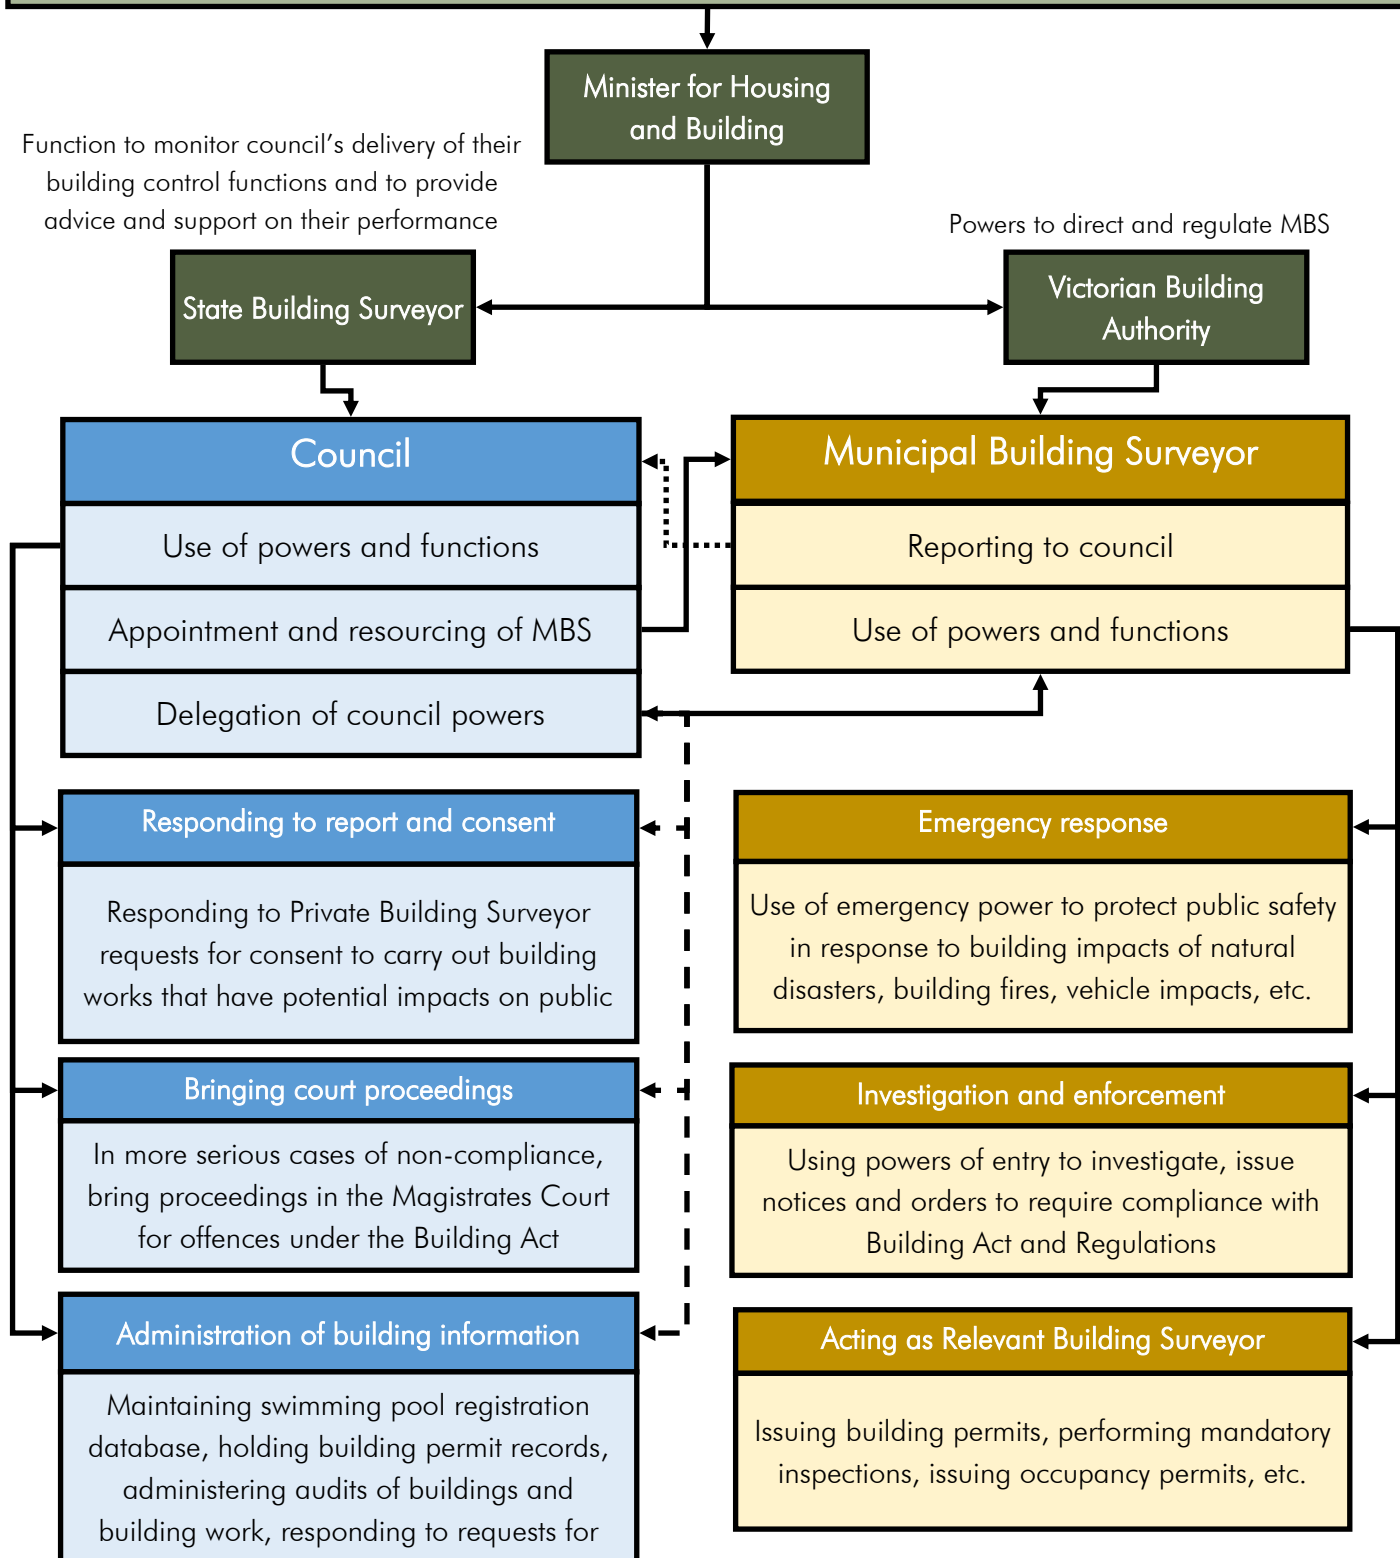 Minister for Housing
and Building
Function to monitor council's delivery of their
building control functions and to provide
advice and support on their performance
Powers to direct and regulate MBS
State Building Surveyor
Victorian Building
Authority
Council
Use of powers and functions
Appointment and resourcing of MBS
Delegation of council powers
Municipal Building Surveyor
Reporting to council
Use of powers and functions
Responding to report and consent
Responding to Private Building Surveyor
requests for consent to carry out building
works that have potential impacts on public
Bringing court proceedings
In more serious cases of non-compliance,
bring proceedings in the Magistrates Court
for offences under the Building Act
Administration of building information
Maintaining swimming pool registration
database, holding building permit records,
administering audits of buildings and
building work, responding to requests for
Emergency response
Use of emergency power to protect public safety
in response to building impacts of natural
disasters, building fires, vehicle impacts, etc.
Investigation and enforcement
Using powers of entry to investigate, issue
notices and orders to require compliance with
Building Act and Regulations
Acting as Relevant Building Surveyor
Issuing building permits, performing mandatory
inspections, issuing occupancy permits, etc.